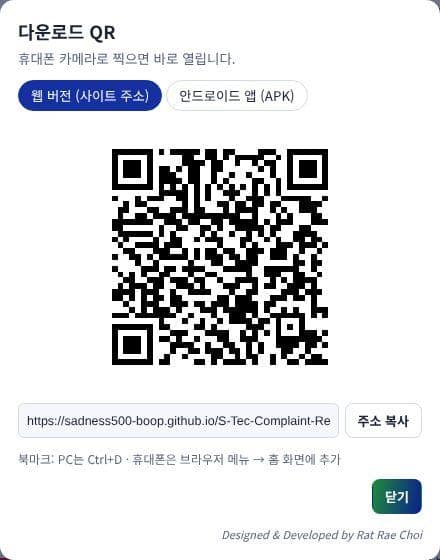 다운로드 QR
휴대폰 카메라로 찍으면 바로 열립니다.
웹 버전 (사이트 주소) 안드로이드 앱 (APK)
https://sadness500-boop.github.io/S-Tec-Complaint-Re 주소 복사
북마크: PC는 Ctrl+D · 휴대폰은 브라우저 메뉴 → 홈 화면에 추가
닫기
Designed & Developed by Rat Rae Choi